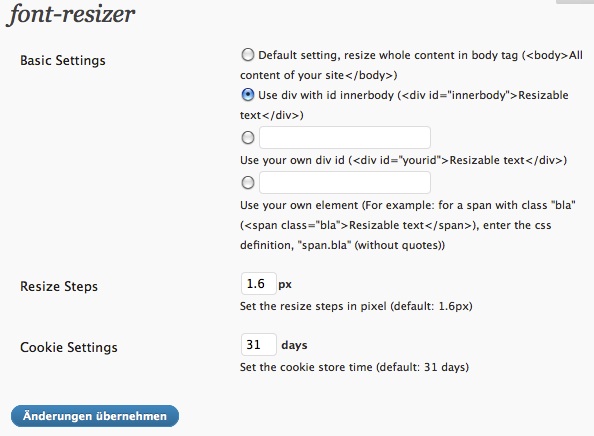 font-resizer
Basic Settings
Default setting, resize whole content in body tag (<body>All
content of your site</body>)
Use div with id innerbody (<div id="innerbody">Resizable
text</div>)
Use your own div id (<div id="yourid">Resizable text</div>)
Use your own element (For example: for a span with class "bla"
(<span class="bla">Resizable text</span>), enter the css
definition, "span.bla" (without quotes))
Resize Steps
1.6 px
Set the resize steps in pixel (default: 1.6px)
Cookie Settings
31 days
Set the cookie store time (default: 31 days)
Änderungen übernehmen